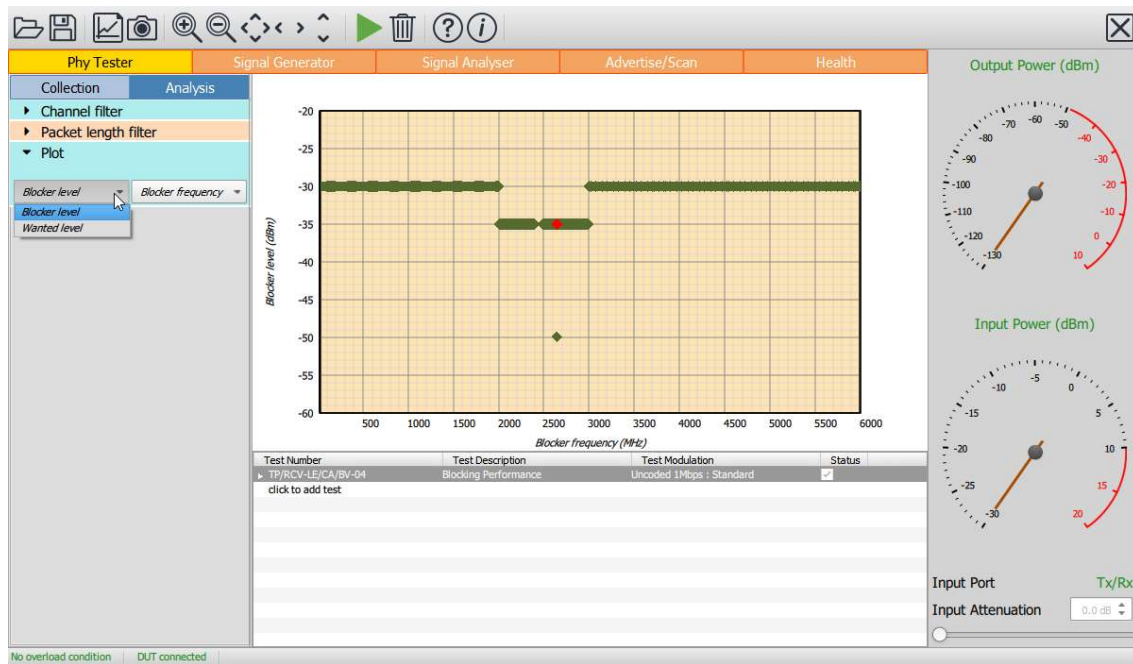 Phy Tester Signal Generator Signal Analyser Advertise/Scan Health
Collection Analysis
Channel filter
Packet length filter
Plot
Blocker level Blocker frequency
Blocker level
Wanted level
-20
-25
-30
-35
-40
-45
-50
-55
-60
Blocker level (dBm)
500 1000 1500 2000 2500 3000 3500 4000 4500 5000 5500 6000
Blocker frequency (MHz)
Test Number Test Description Test Modulation Status
TP/RCV-LE/CA/BV-04 Blocking Performance Uncoded 1Mbps : Standard
click to add test
Output Power (dBm)
-130
-120
-110
-100
-90
-80
-70
-60
-50
-40
-30
-20
-10
0
10
Input Power (dBm)
-30
-25
-20
-15
-10
-5
0
5
10
15
20
Input Port Tx/Rx
Input Attenuation 0.0 dB
No overload condition DUT connected